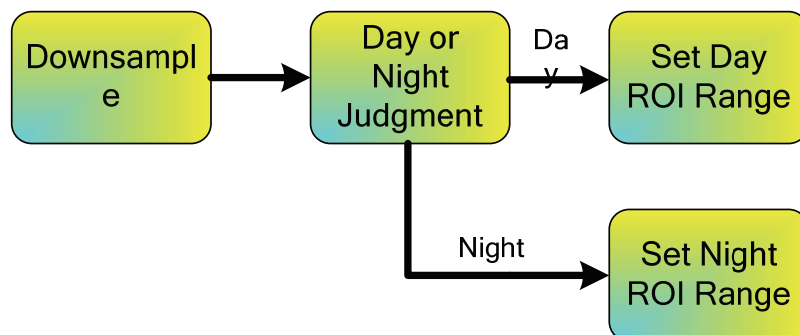 Downsampl
e
Day or
Night
Judgment
Da
y
Set Day
ROI Range
Night
Set Night
ROI Range